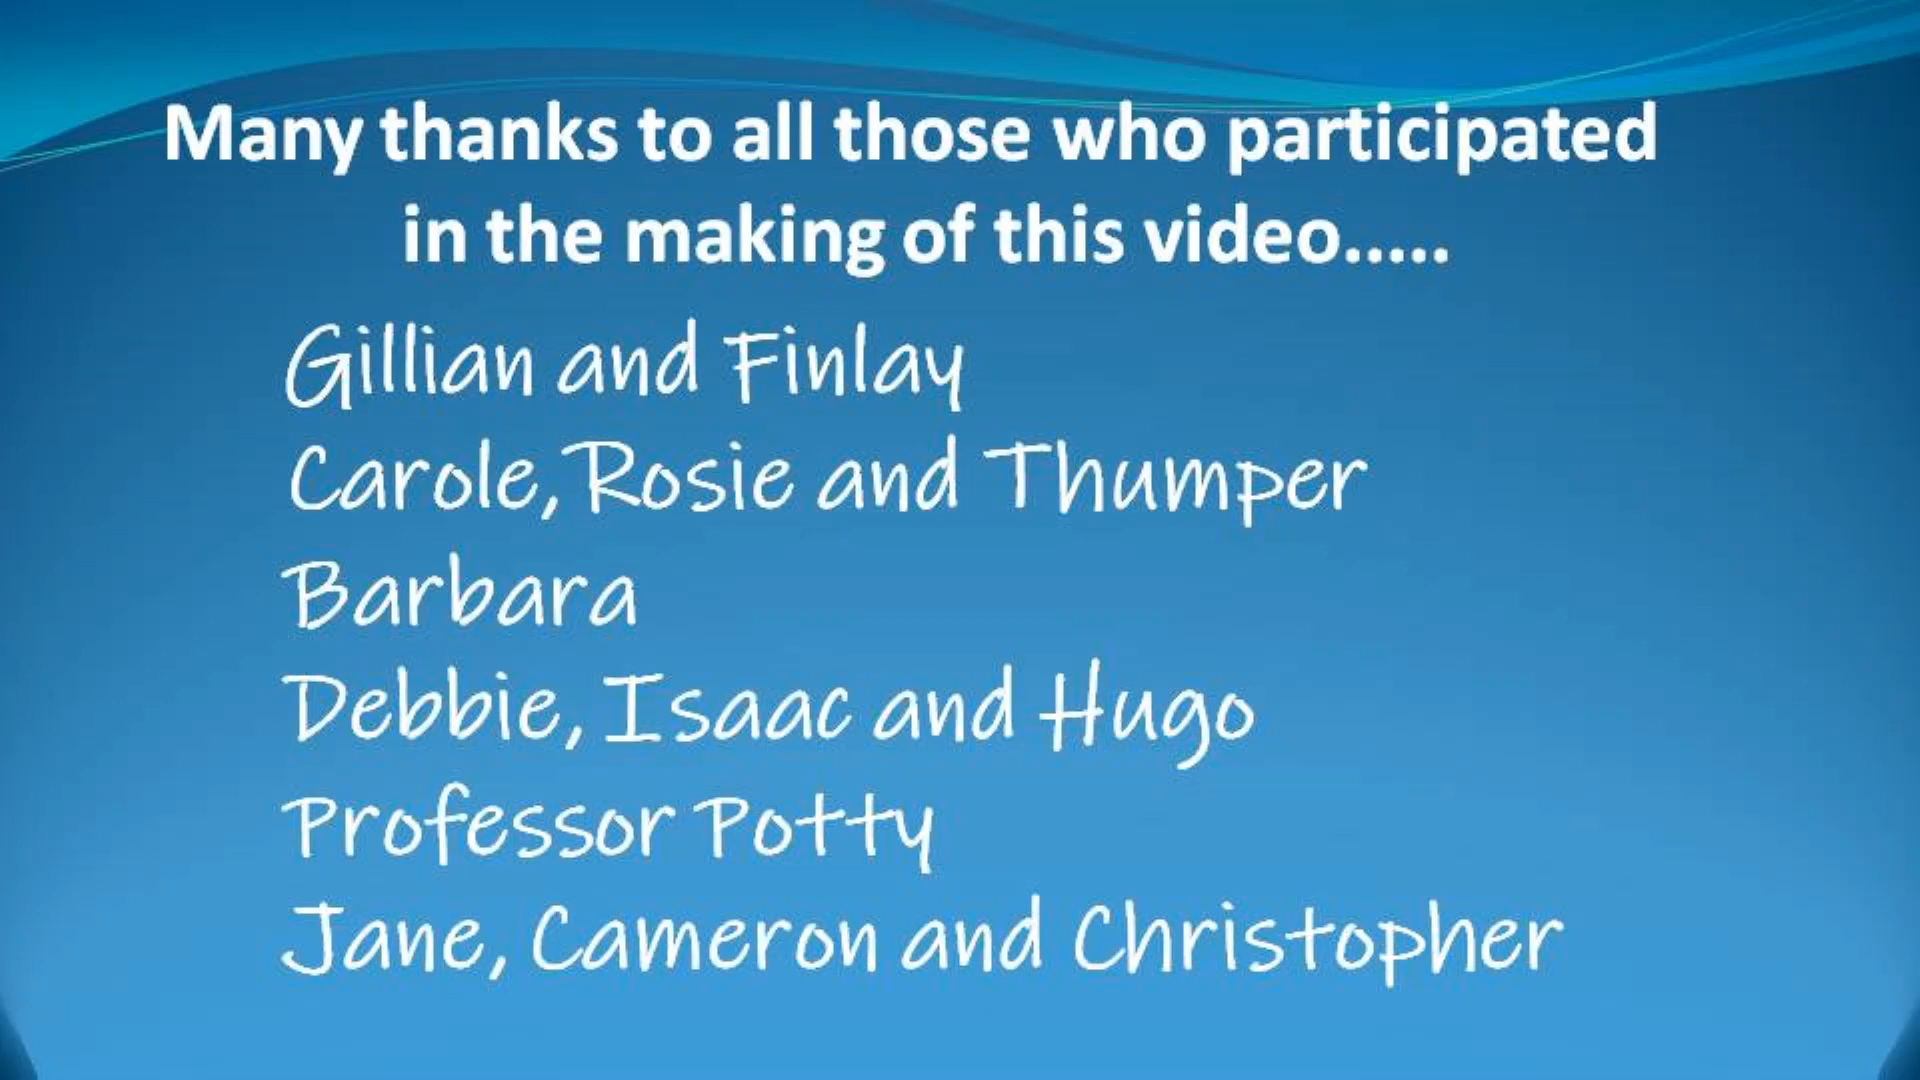 Many thanks to all those who participated
in the making of this video.....
Gillian and Finlay
Carole, Rosie and Thumper
Barbara
Debbie, Isaac and Hugo
Professor Potty
Jane, Cameron and Christopher